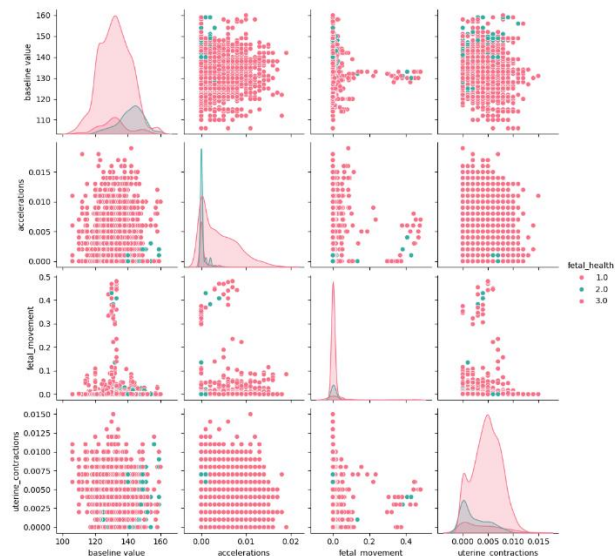 160
150
140
130
120
110
baseline value
0.015
0.010
0.005
0.000
accelerations
0.5
0.4
0.3
0.2
0.1
0.0
fetal_movement
fetal_health
1.0
2.0
3.0
0.0150
0.0125
0.0100
0.0075
0.0050
0.0025
0.0000
uterine_contractions
100 120 140 160
baseline value
0.00 0.01 0.02
accelerations
0.0 0.2 0.4
fetal_movement
0.000 0.005 0.010 0.015
uterine_contractions